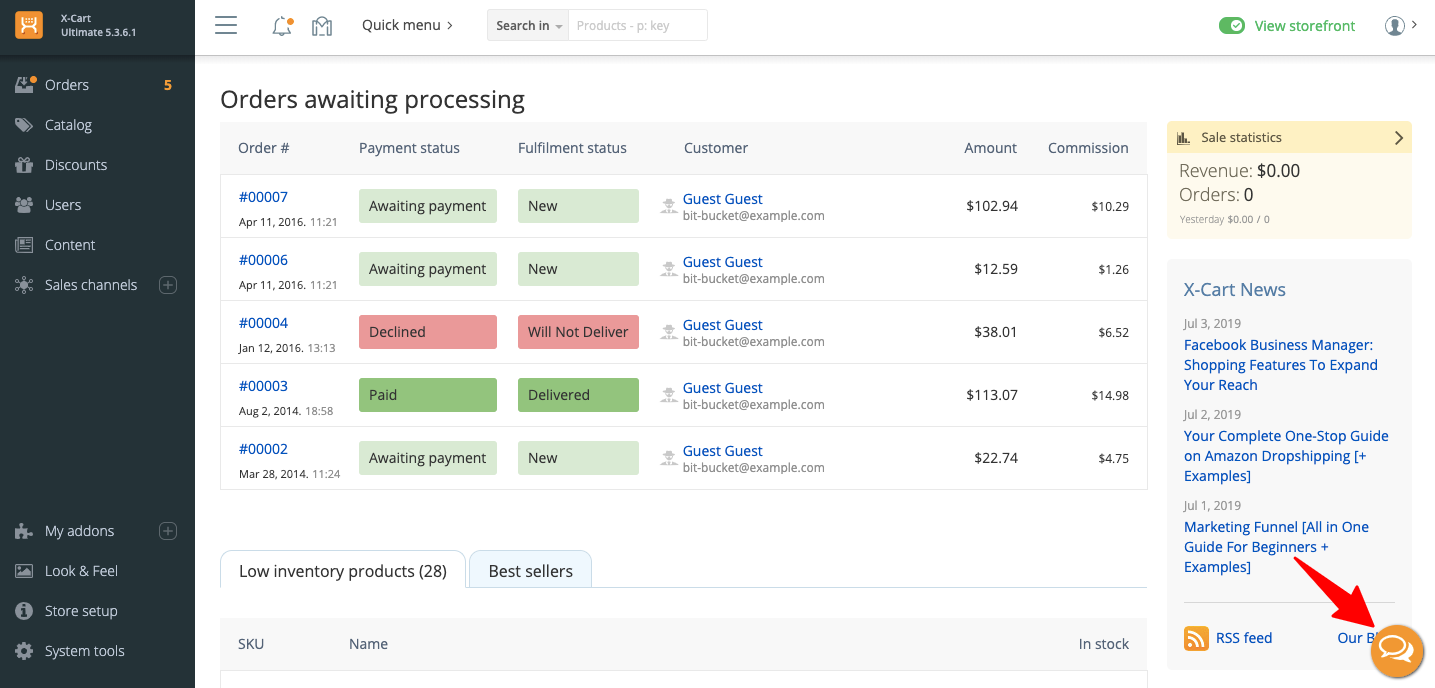 X-Cart
Ultimate 5.3.6.1
Quick menu
Search in
Products - p: key
View storefront
Orders 5
Catalog
Discounts
Users
Content
Sales channels
My addons
Look & Feel
Store setup
System tools
Orders awaiting processing
Order # Payment status Fulfilment status Customer Amount Commission
#00007 Awaiting payment New Guest Guest $102.94 $10.29
Apr 11, 2016. 11:21 bit-bucket@example.com
#00006 Awaiting payment New Guest Guest $12.59 $1.26
Apr 11, 2016. 11:21 bit-bucket@example.com
#00004 Declined Will Not Deliver Guest Guest $38.01 $6.52
Jan 12, 2016. 13:13 bit-bucket@example.com
#00003 Paid Delivered Guest Guest $113.07 $14.98
Aug 2, 2014. 18:58 bit-bucket@example.com
#00002 Awaiting payment New Guest Guest $22.74 $4.75
Mar 28, 2014. 11:24 bit-bucket@example.com
Low inventory products (28) Best sellers
SKU Name In stock
Sale statistics
Revenue: $0.00
Orders: 0
Yesterday $0.00 / 0
X-Cart News
Jul 3, 2019
Facebook Business Manager:
Shopping Features To Expand
Your Reach
Jul 2, 2019
Your Complete One-Stop Guide
on Amazon Dropshipping [+
Examples]
Jul 1, 2019
Marketing Funnel [All in One
Guide For Beginners +
Examples]
RSS feed Our